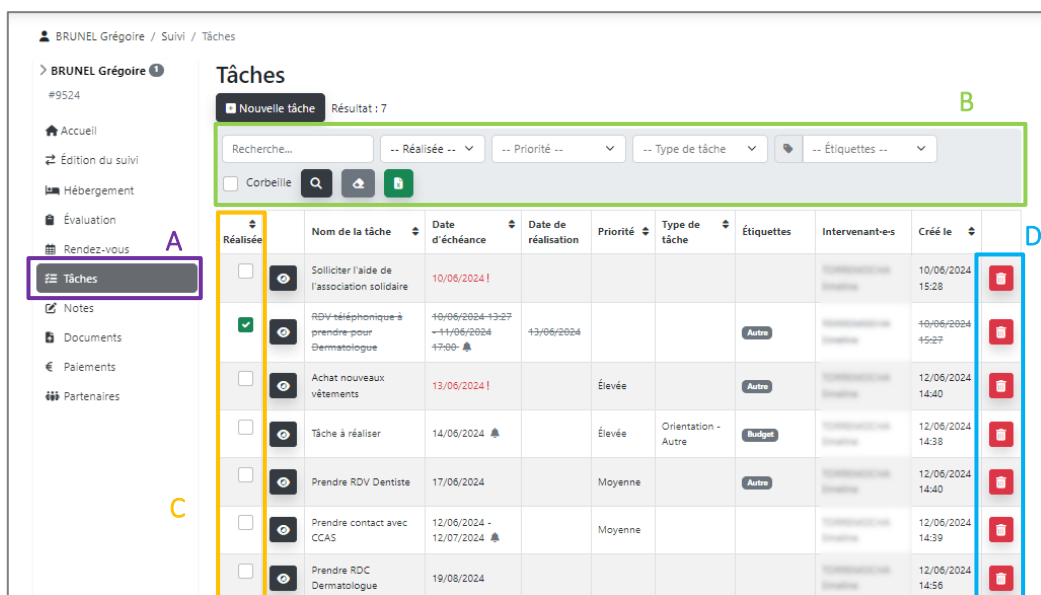 BRUNEL Grégoire / Suivi / Tâches
BRUNEL Grégoire 1
#9524
Accueil
Édition du suivi
Hébergement
Évaluation
Rendez-vous
A
Tâches
Notes
Documents
€ Paiements
Partenaires
Tâches
Nouvelle tâche Résultat : 7
B
Recherche... -- Réalisée -- -- Priorité -- -- Type de tâche -- Étiquettes --
Corbeille
Réalisée Nom de la tâche Date d'échéance Date de réalisation Priorité Type de tâche Étiquettes Intervenant·e·s Créé le
D
Solliciter l'aide de l'association solidaire 10/06/2024 ! 10/06/2024 15:28
RDV téléphonique à prendre pour Dermatologue 10/06/2024 13:27 - 11/06/2024 17:00 13/06/2024 Autre 10/06/2024 15:27
Achat nouveaux vêtements 13/06/2024 ! Élevée Autre 12/06/2024 14:40
Tâche à réaliser 14/06/2024 Élevée Orientation - Autre Budget 12/06/2024 14:38
Prendre RDV Dentiste 17/06/2024 Moyenne Autre 12/06/2024 14:40
C
Prendre contact avec CCAS 12/06/2024 - 12/07/2024 Moyenne 12/06/2024 14:39
Prendre RDC Dermatologue 19/08/2024 12/06/2024 14:56